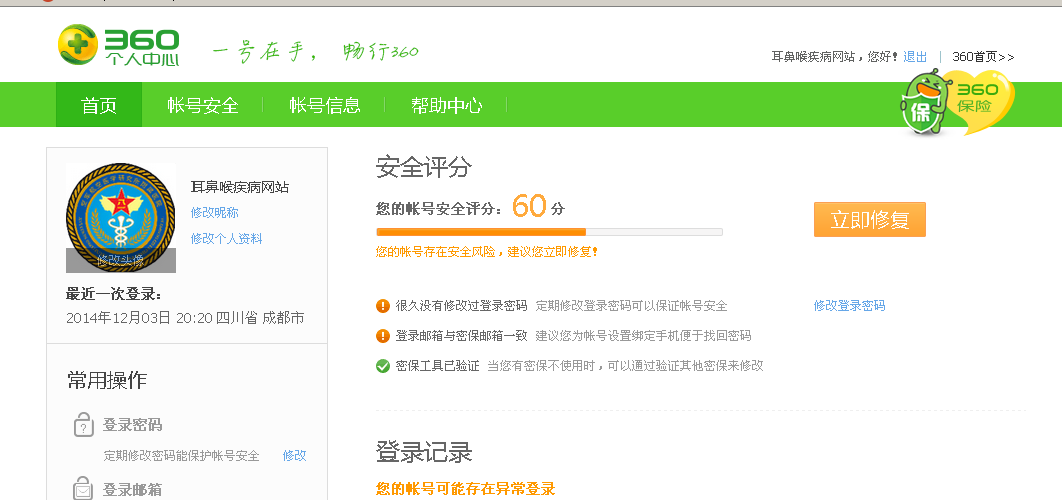 360
个人中心
一号在手，畅行360
耳鼻喉疾病网站，您好！ 退出 | 360首页>>
首页 帐号安全 帐号信息 帮助中心
360
保险
保
耳鼻喉疾病网站
修改昵称
修改个人资料
修改头像
最近一次登录：
2014年12月03日 20:20 四川省 成都市
常用操作
登录密码
定期修改密码能保护帐号安全 修改
登录邮箱
安全评分
您的帐号安全评分：60分
立即修复
您的帐号存在安全风险，建议您立即修复！
很久没有修改过登录密码 定期修改登录密码可以保证帐号安全 修改登录密码
登录邮箱与密保邮箱一致 建议您为帐号设置绑定手机便于找回密码
密保工具已验证 当您有密保不使用时，可以通过验证其他密保来修改
登录记录
您的帐号可能存在异常登录